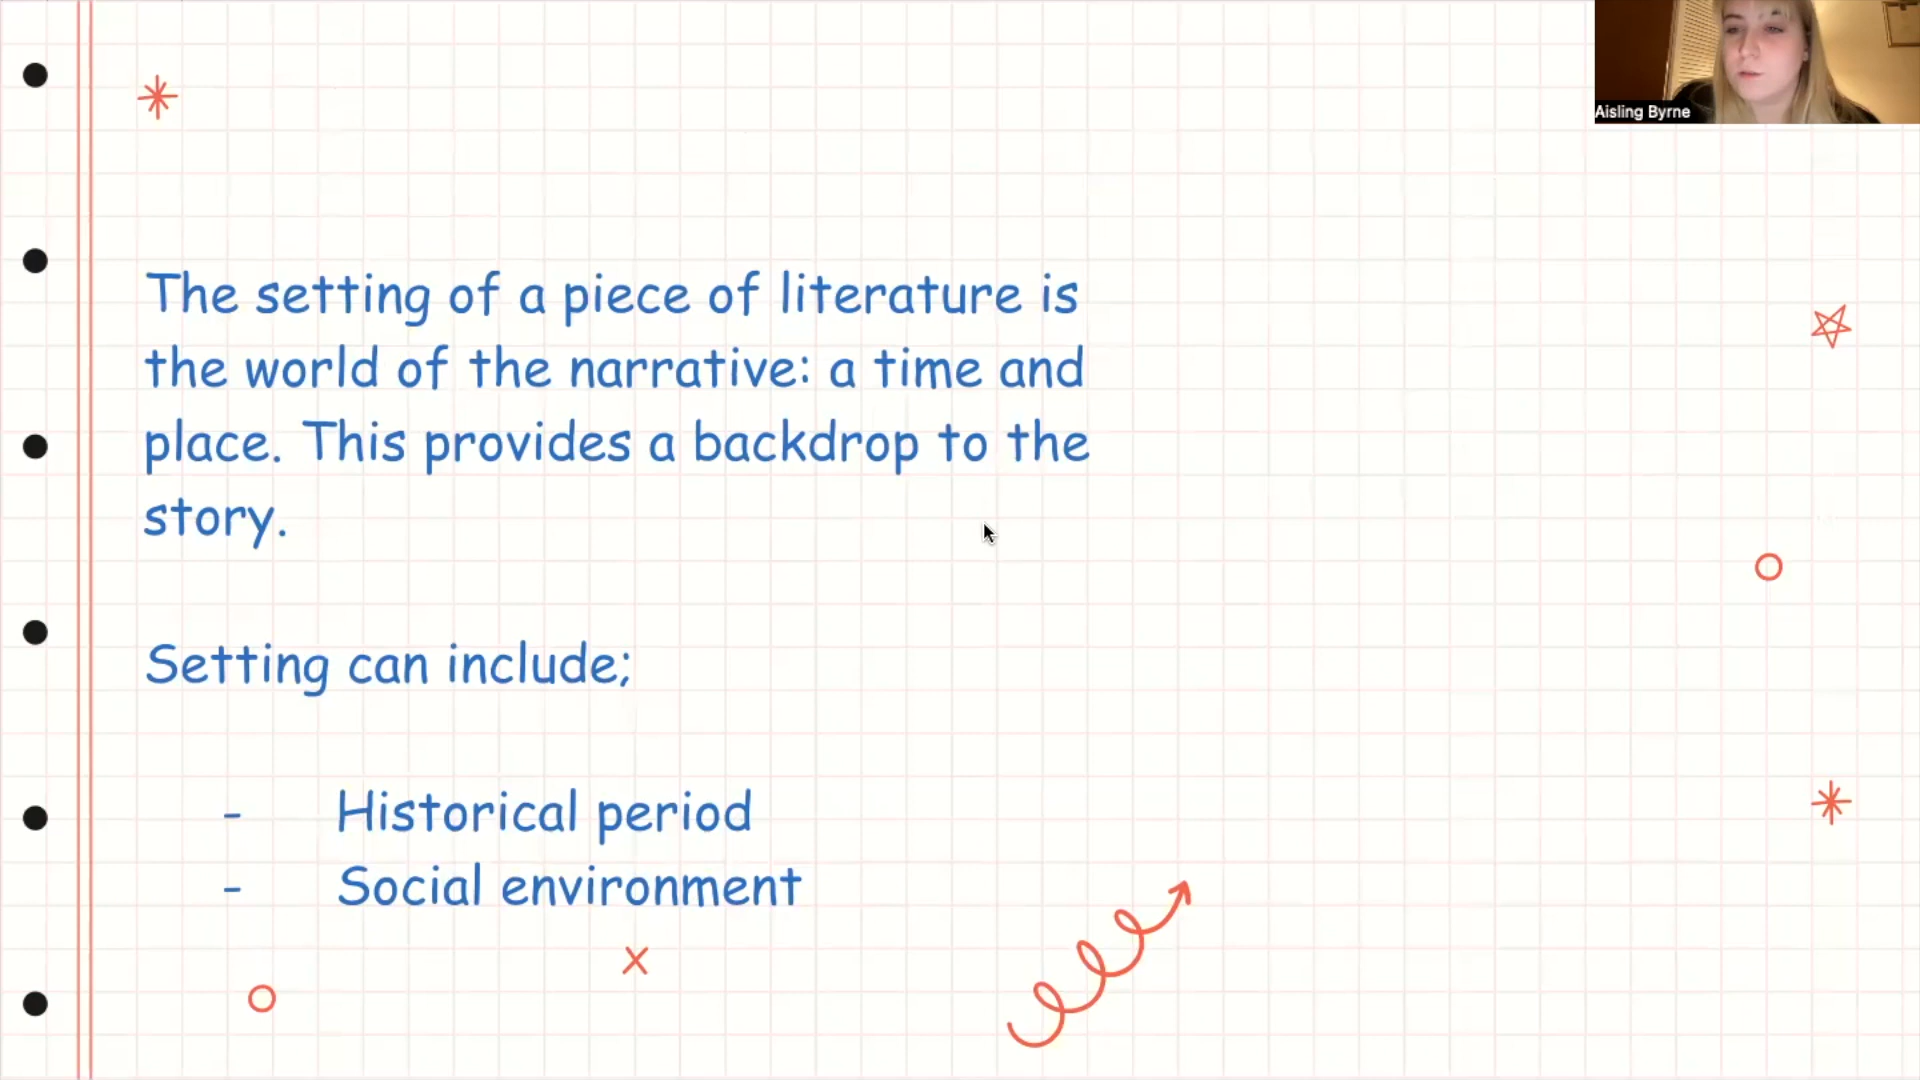 Aisling Byrne
The setting of a piece of literature is
the world of the narrative: a time and
place. This provides a backdrop to the
story.
Setting can include;
- Historical period
- Social environment